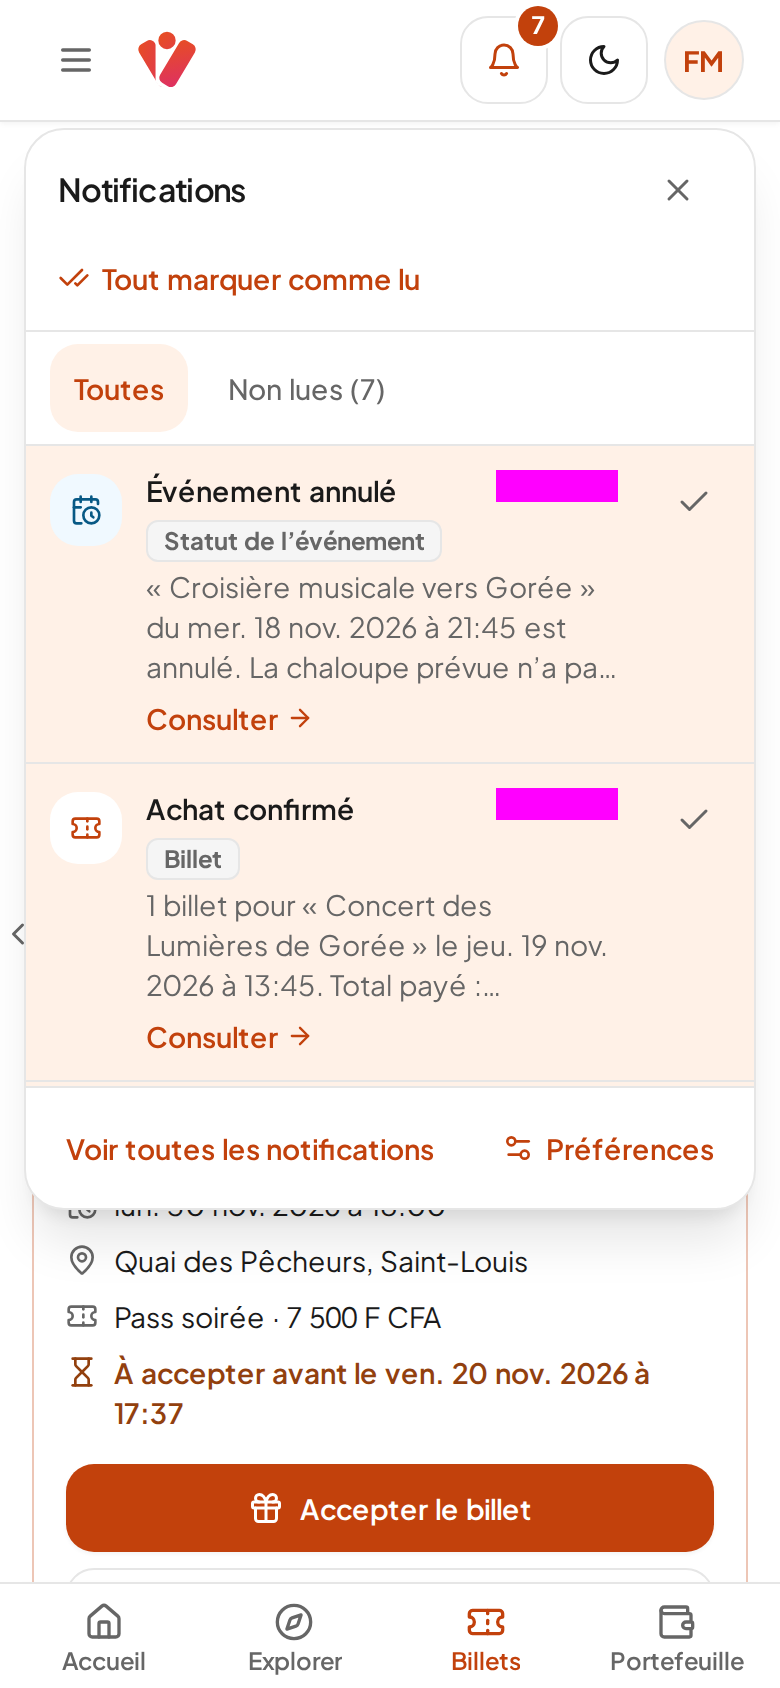 7
FM
Notifications
Tout marquer comme lu
Toutes
Non lues (7)
Événement annulé
Statut de l’événement
« Croisière musicale vers Gorée »
du mer. 18 nov. 2026 à 21:45 est
annulé. La chaloupe prévue n’a pa…
Consulter
Achat confirmé
Billet
1 billet pour « Concert des
Lumières de Gorée » le jeu. 19 nov.
2026 à 13:45. Total payé :…
Consulter
Voir toutes les notifications
Préférences
Quai des Pêcheurs, Saint-Louis
Pass soirée · 7 500 F CFA
À accepter avant le ven. 20 nov. 2026 à
17:37
Accepter le billet
Accueil
Explorer
Billets
Portefeuille